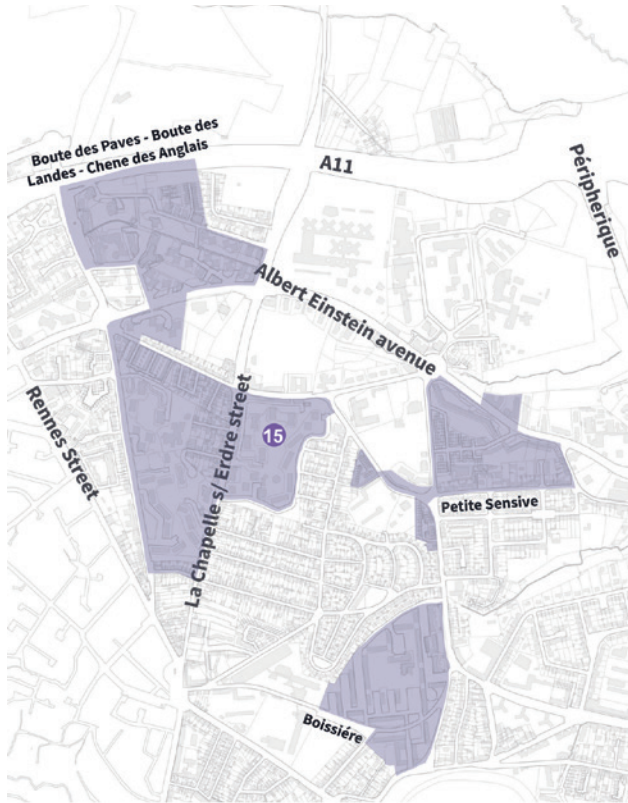 Boute des Paves - Boute des
Landes - Chene des Anglais
A11
Péripherique
Albert Einstein avenue
Rennes Street
La Chapelle s/ Erdre street
15
Petite Sensive
Boissiére